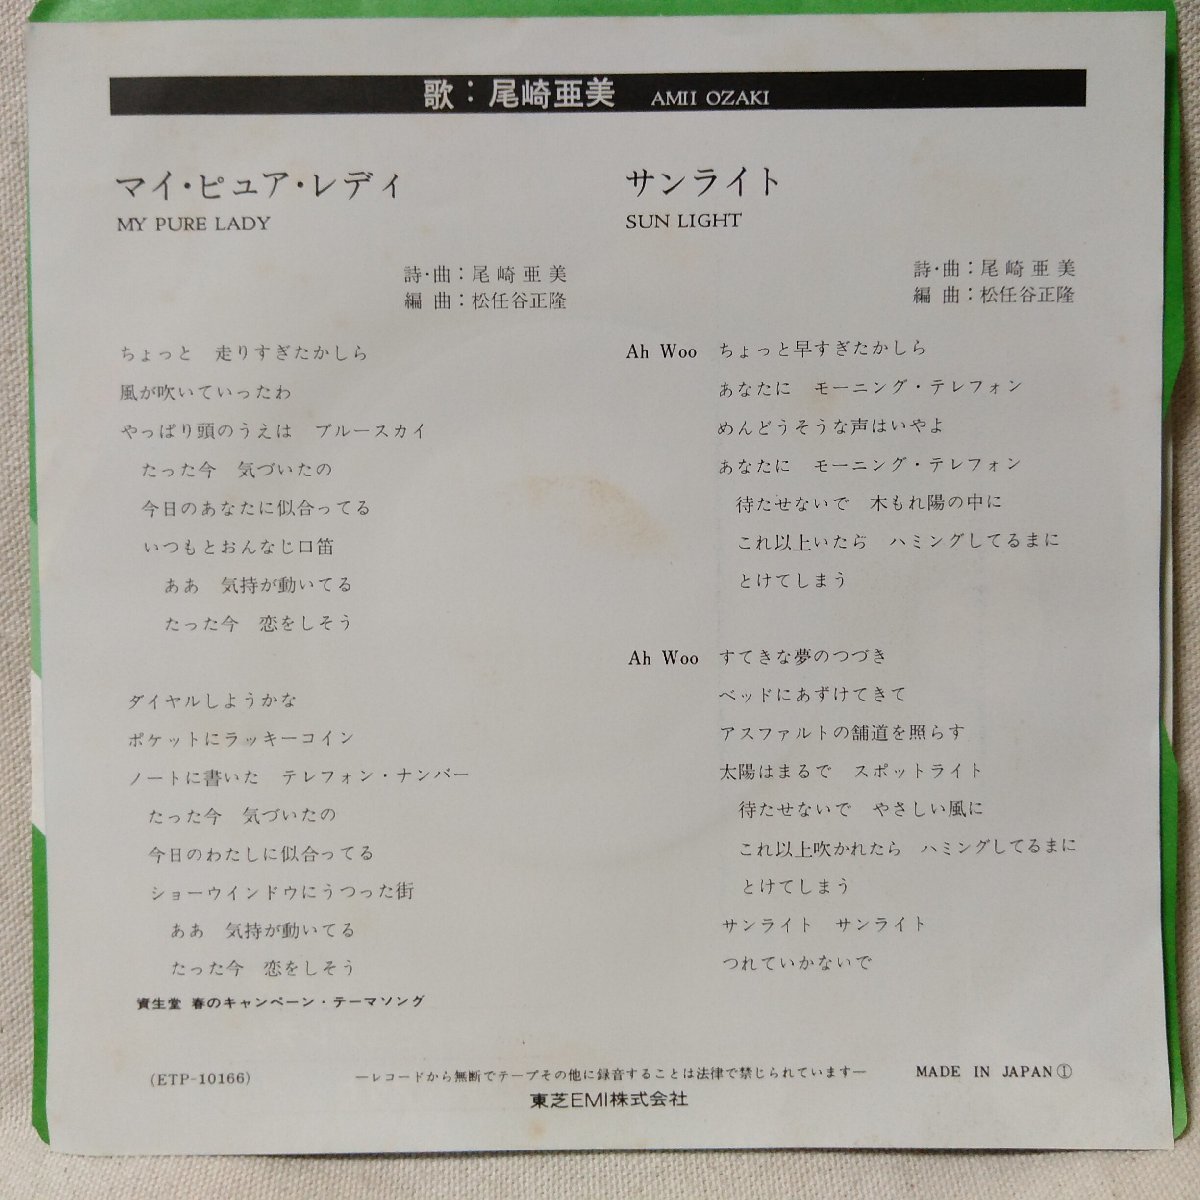 歌：尾崎亜美 AMII OZAKI
マイ・ピュア・レディ
MY PURE LADY
詩・曲：尾崎亜美
編曲：松任谷正隆
ちょっと　走りすぎたかしら
風が吹いていったわ
やっぱり頭のうえは　ブルースカイ
たった今　気づいたの
今日のあなたに似合ってる
いつもとおんなじ口笛
ああ　気持が動いてる
たった今　恋をしそう
ダイヤルしようかな
ポケットにラッキーコイン
ノートに書いた　テレフォン・ナンバー
たった今　気づいたの
今日のわたしに似合ってる
ショーウインドウにうつった街
ああ　気持が動いてる
たった今　恋をしそう
資生堂 春のキャンペーン・テーマソング
サンライト
SUN LIGHT
詩・曲：尾崎亜美
編曲：松任谷正隆
Ah Woo　ちょっと早すぎたかしら
あなたに　モーニング・テレフォン
めんどうそうな声はいやよ
あなたに　モーニング・テレフォン
待たせないで　木もれ陽の中に
これ以上いたら　ハミングしてるまに
とけてしまう
Ah Woo　すてきな夢のつづき
ベッドにあずけてきて
アスファルトの舗道を照らす
太陽はまるで　スポットライト
待たせないで　やさしい風に
これ以上吹かれたら　ハミングしてるまに
とけてしまう
サンライト　サンライト
つれていかないで
(ETP-10166)
―レコードから無断でテープその他に録音することは法律で禁じられています―
MADE IN JAPAN①
東芝EMI株式会社